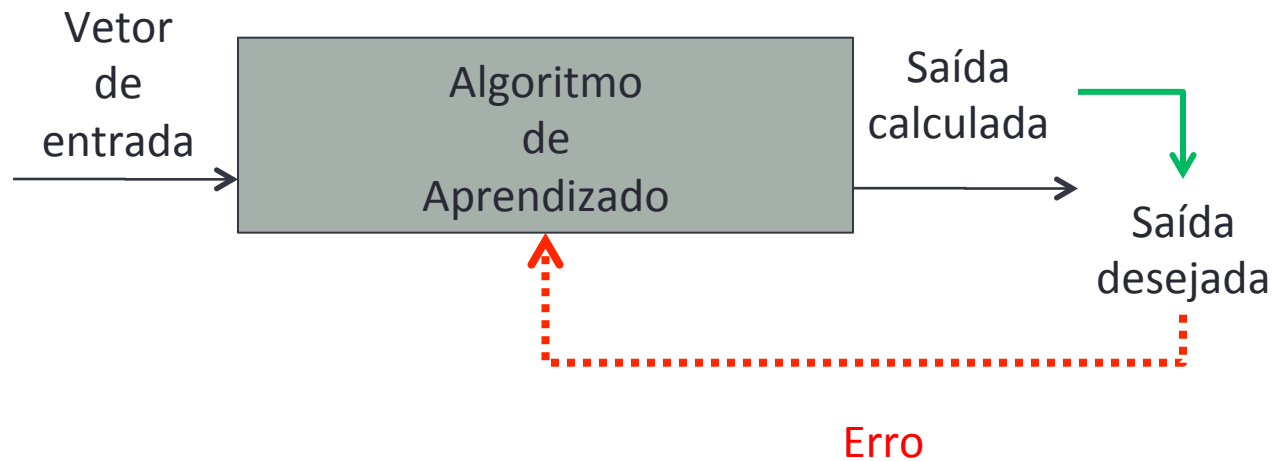 Vetor
de
entrada
Algoritmo
de
Aprendizado
Saída
calculada
Saída
desejada
Erro